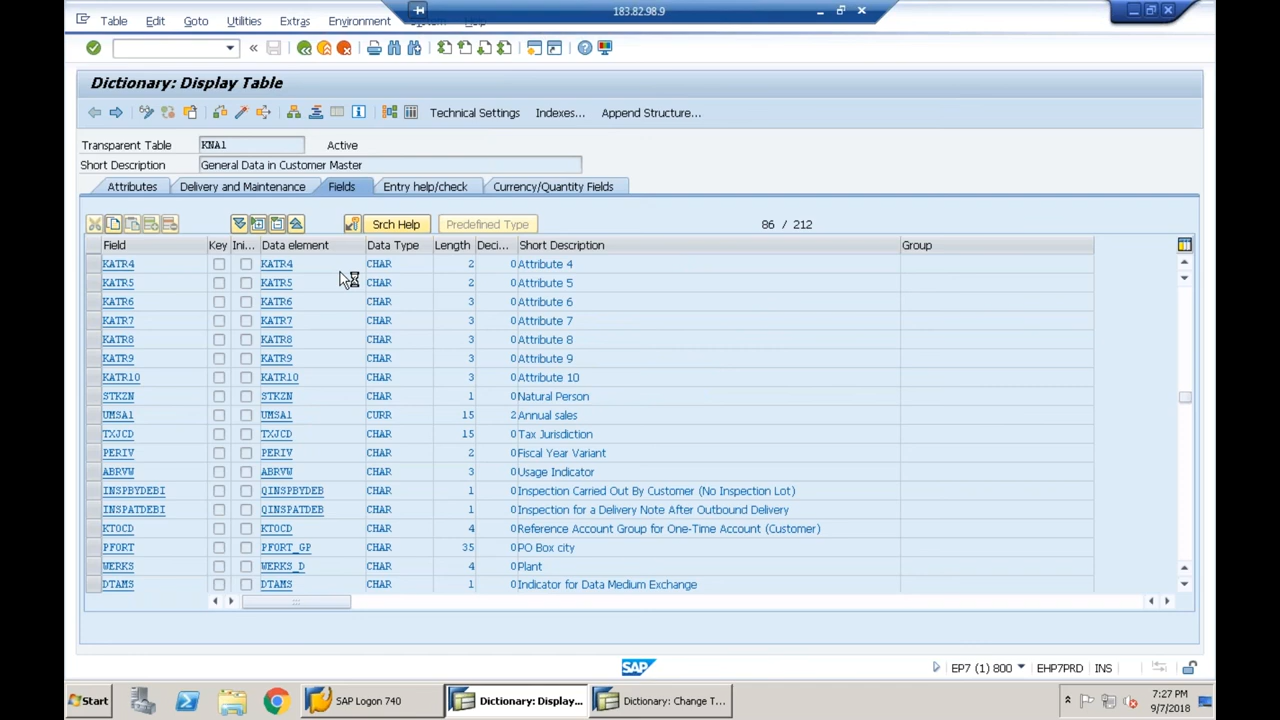 183.82.98.9
Table Edit Goto Utilities Extras Environment
Dictionary: Display Table
Technical Settings Indexes... Append Structure...
Transparent Table KNA1 Active
Short Description General Data in Customer Master
Attributes Delivery and Maintenance Fields Entry help/check Currency/Quantity Fields
Srch Help Predefined Type 86 / 212
Field Key Ini... Data element Data Type Length Deci... Short Description Group
KATR4 KATR4 CHAR 2 0 Attribute 4
KATR5 KATR5 CHAR 2 0 Attribute 5
KATR6 KATR6 CHAR 3 0 Attribute 6
KATR7 KATR7 CHAR 3 0 Attribute 7
KATR8 KATR8 CHAR 3 0 Attribute 8
KATR9 KATR9 CHAR 3 0 Attribute 9
KATR10 KATR10 CHAR 3 0 Attribute 10
STKZN STKZN CHAR 1 0 Natural Person
UMSA1 UMSA1 CURR 15 2 Annual sales
TXJCD TXJCD CHAR 15 0 Tax Jurisdiction
PERIV PERIV CHAR 2 0 Fiscal Year Variant
ABRVW ABRVW CHAR 3 0 Usage Indicator
INSPBYDEBI QINSPBYDEB CHAR 1 0 Inspection Carried Out By Customer (No Inspection Lot)
INSPATDEBI QINSPATDEB CHAR 1 0 Inspection for a Delivery Note After Outbound Delivery
KTOCD KTOCD CHAR 4 0 Reference Account Group for One-Time Account (Customer)
PFORT PFORT_GP CHAR 35 0 PO Box city
WERKS WERKS_D CHAR 4 0 Plant
DTAMS DTAMS CHAR 1 0 Indicator for Data Medium Exchange
SAP EP7 (1) 800 EHP7PRD INS
Start SAP Logon 740 Dictionary: Display... Dictionary: Change T... 7:27 PM
9/7/2018